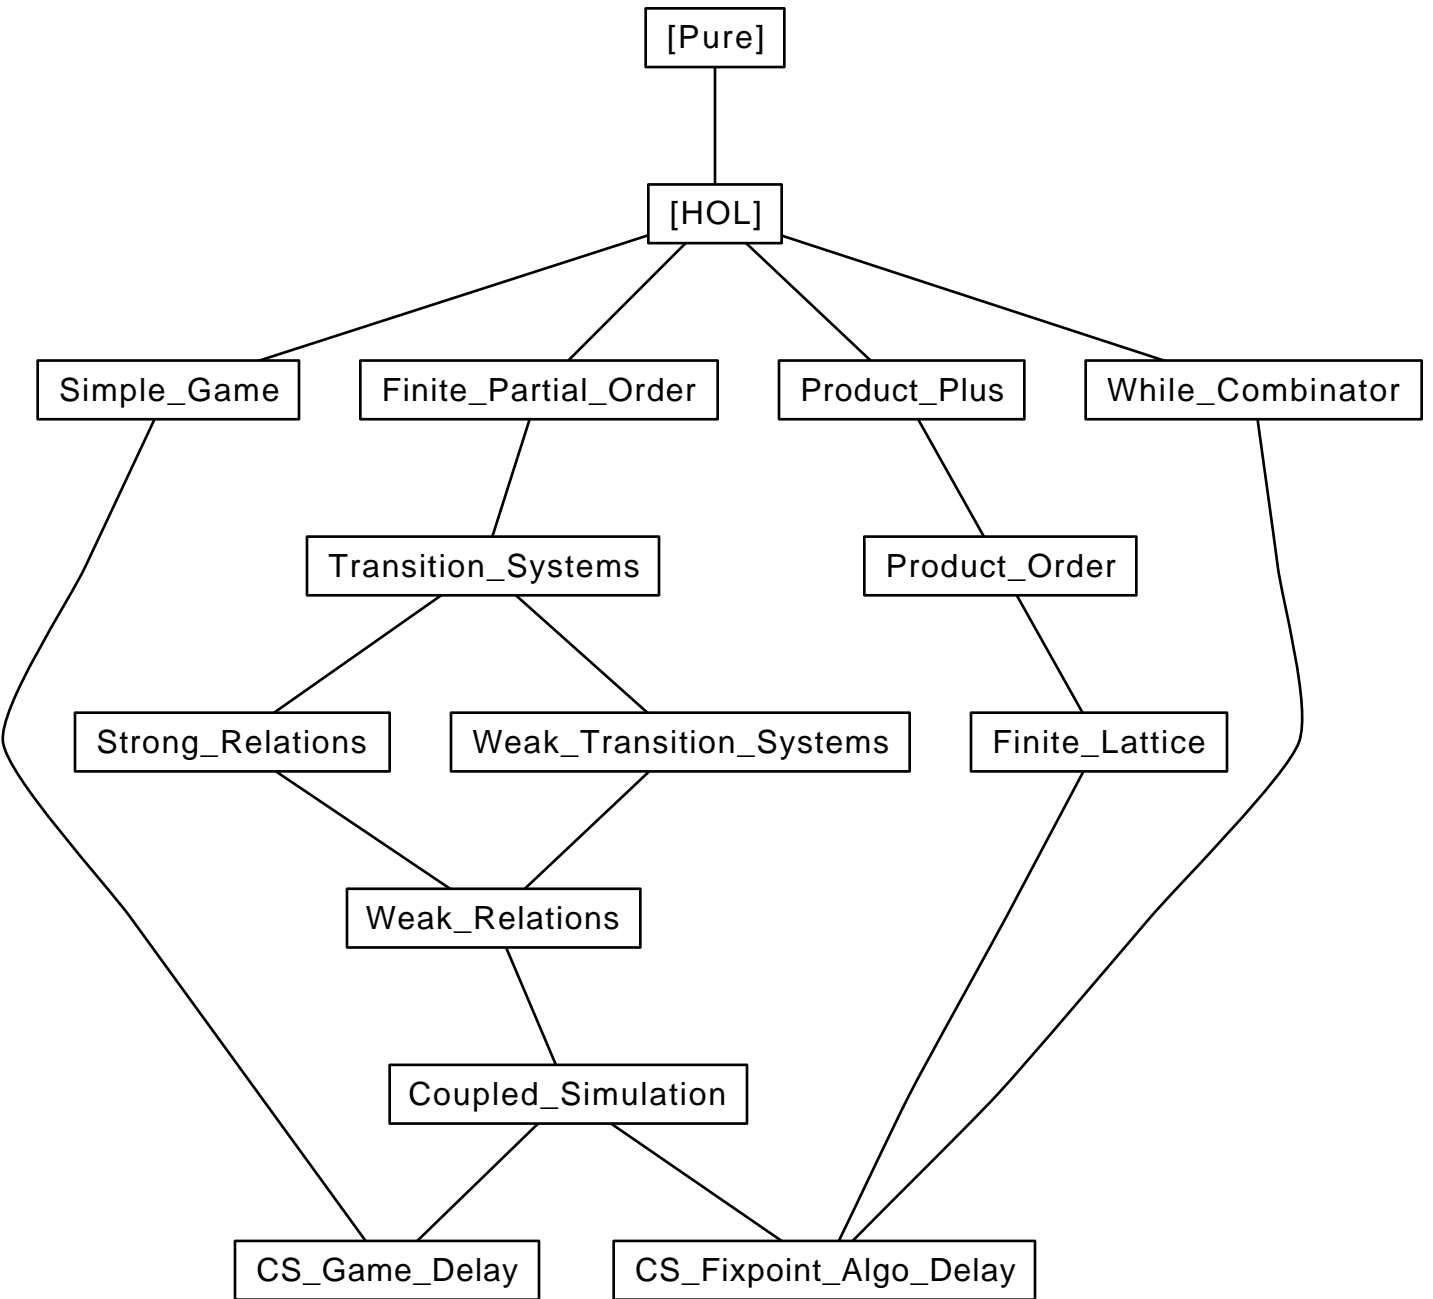 [Pure]
[HOL]
Simple_Game
Finite_Partial_Order
Product_Plus
While_Combinator
Transition_Systems
Product_Order
Strong_Relations
Weak_Transition_Systems
Finite_Lattice
Weak_Relations
Coupled_Simulation
CS_Game_Delay
CS_Fixpoint_Algo_Delay